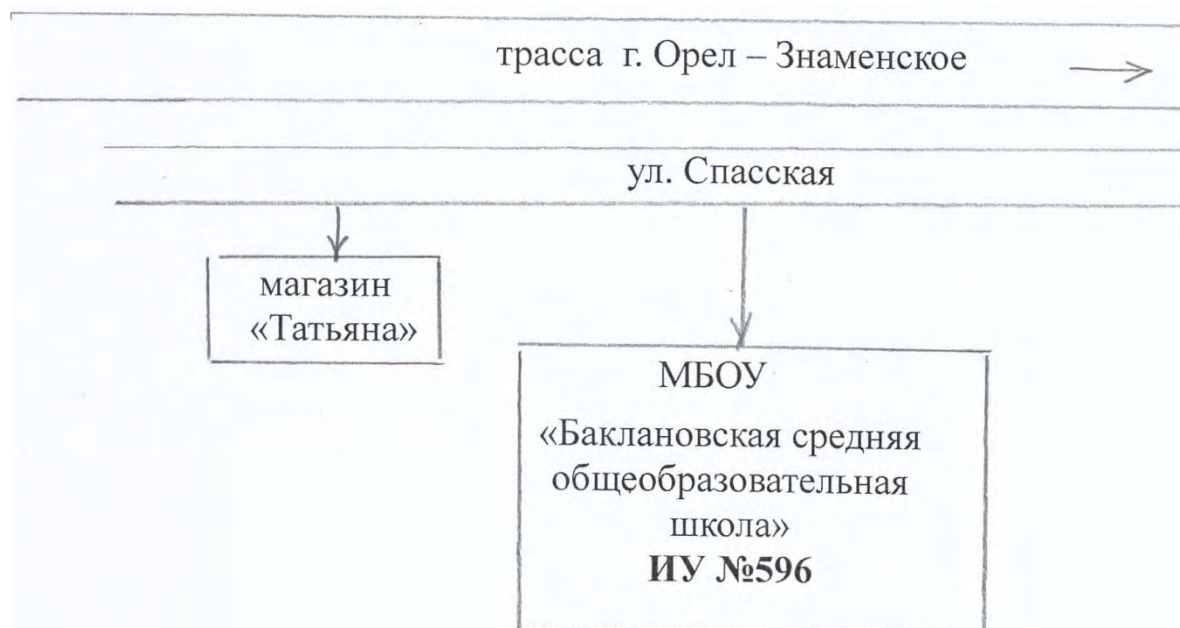 трасса г. Орел – Знаменское
ул. Спасская
магазин
«Татьяна»
МБОУ
«Баклановская средняя
общеобразовательная
школа»
ИУ №596